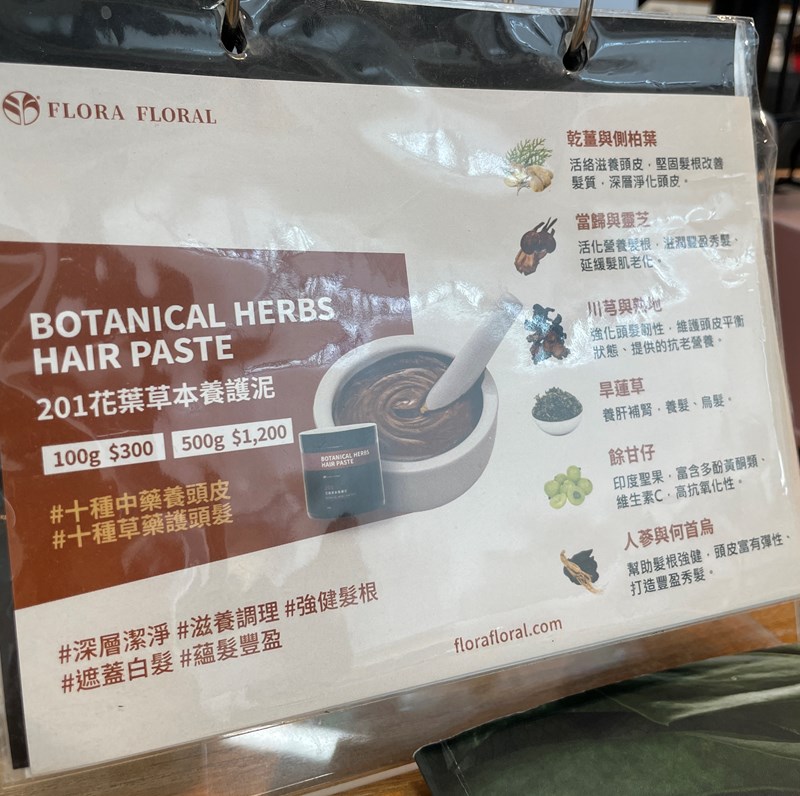 FLORA FLORAL
BOTANICAL HERBS
HAIR PASTE
201花葉草本養護泥
100g $300
500g $1,200
#十種中藥養頭皮
#十種草藥護頭髮
BOTANICAL HERBS
HAIR PASTE
#深層潔淨 #滋養調理 #強健髮根
#遮蓋白髮 #蘊髮豐盈
乾薑與側柏葉
活絡滋養頭皮，堅固髮根改善
髮質，深層淨化頭皮。
當歸與靈芝
活化營養髮根，滋潤豐盈秀髮，
延緩髮肌老化。
川芎與熟地
強化頭髮韌性，維護頭皮平衡
狀態、提供的抗老營養。
旱蓮草
養肝補腎，養髮、烏髮。
餘甘仔
印度聖果，富含多酚黃酮類、
維生素C，高抗氧化性。
人蔘與何首烏
幫助髮根強健，頭皮富有彈性、
打造豐盈秀髮。
florafloral.com